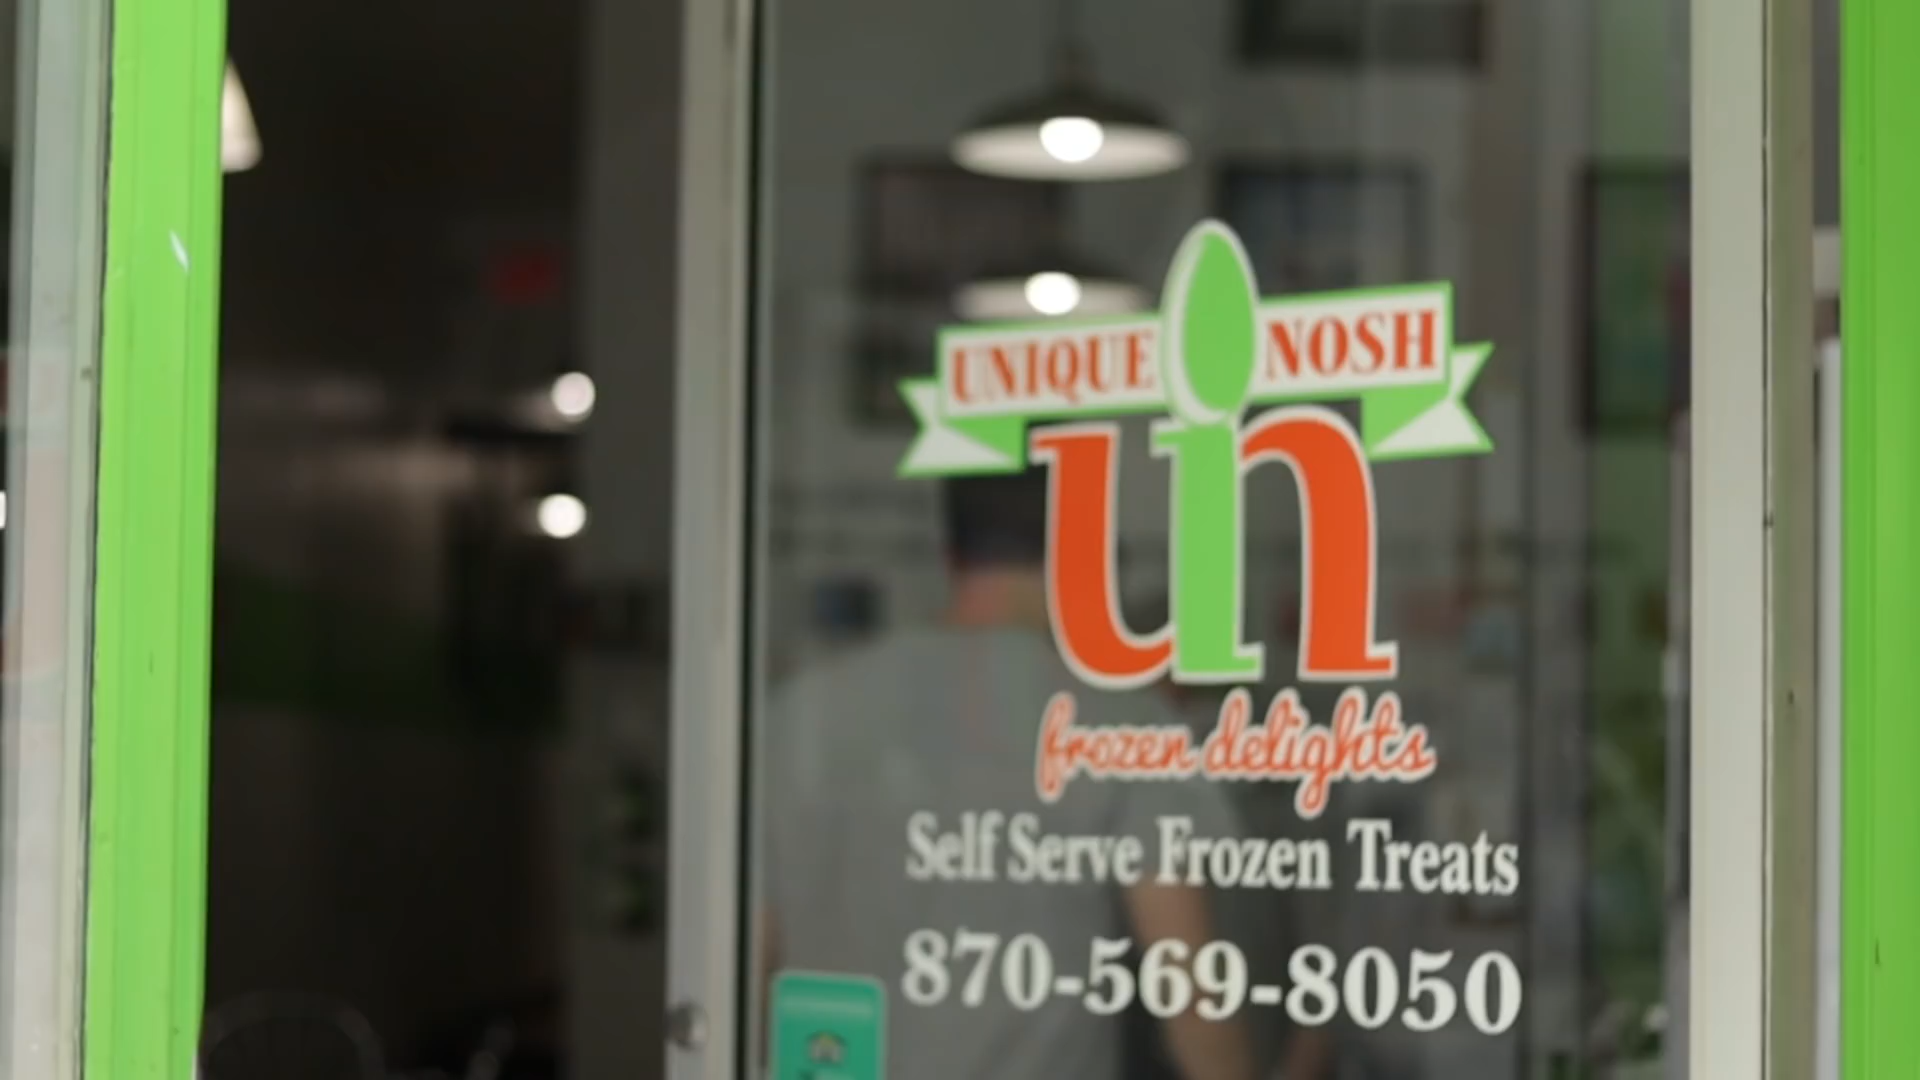 UNIQUE NOSH
un
frozen delights
Self Serve Frozen Treats
870-569-8050